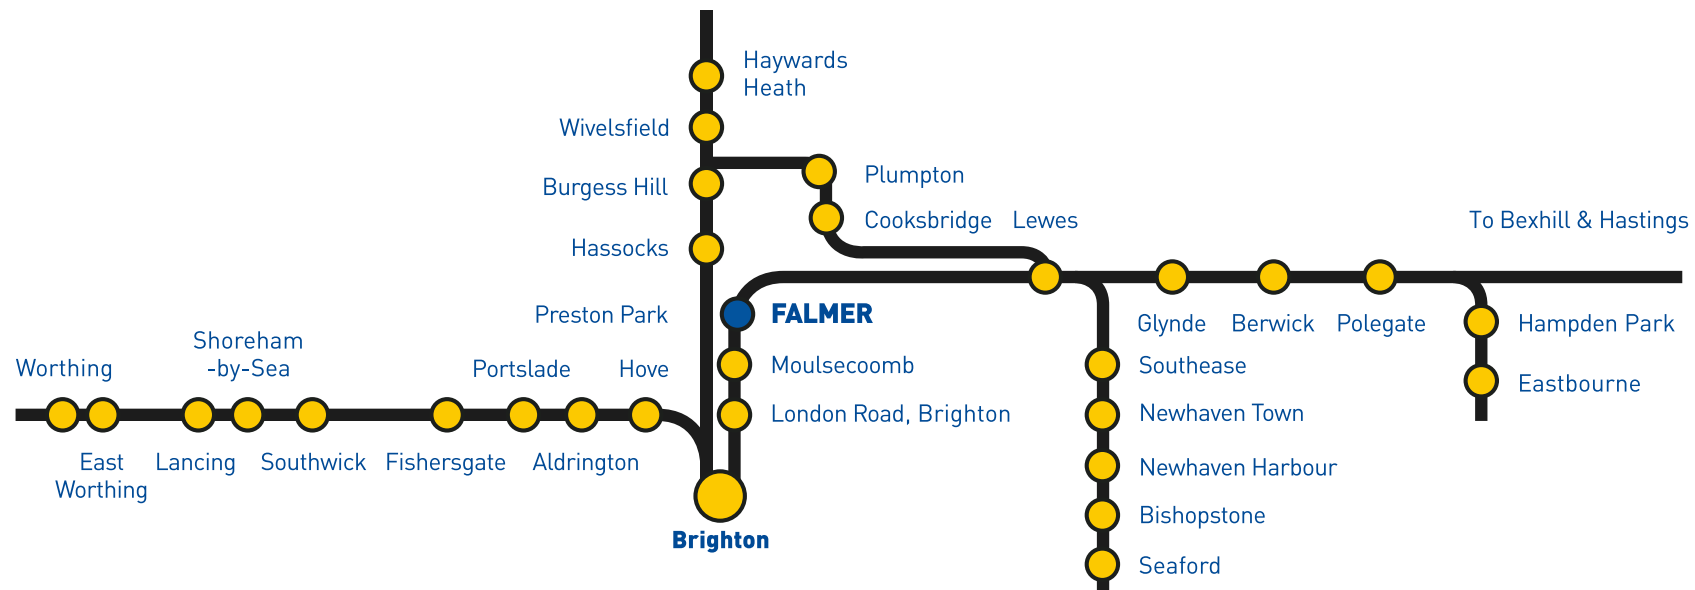 Haywards
Heath
Wivelsfield
Plumpton
Burgess Hill
Cooksbridge
Lewes
To Bexhill & Hastings
Hassocks
Preston Park
FALMER
Glynde
Berwick
Polegate
Hampden Park
Shoreham
-by-Sea
Worthing
Portslade
Hove
Moulsecoomb
Southease
Eastbourne
London Road, Brighton
Newhaven Town
East
Worthing
Lancing
Southwick
Fishersgate
Aldrington
Newhaven Harbour
Bishopstone
Brighton
Seaford